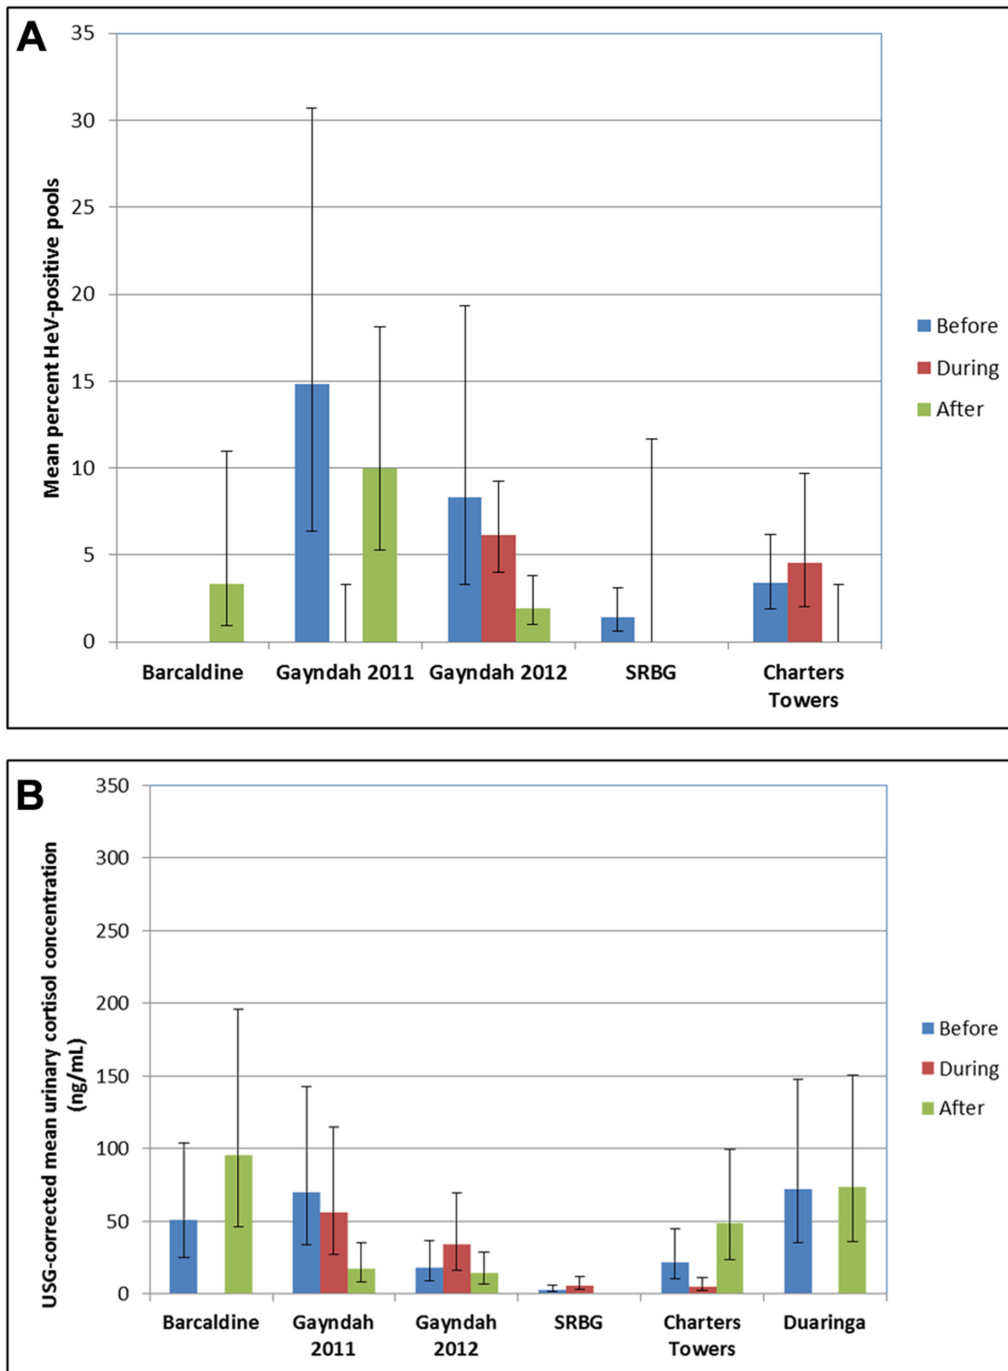 A
Mean percent HeV-positive pools
35
30
25
20
15
10
5
0
Barcaldine
Gayndah 2011
Gayndah 2012
SRBG
Charters
Towers
Before
During
After
B
USG-corrected mean urinary cortisol concentration
(ng/mL)
350
300
250
200
150
100
50
0
Barcaldine
Gayndah
2011
Gayndah
2012
SRBG
Charters
Towers
Duaringa
Before
During
After